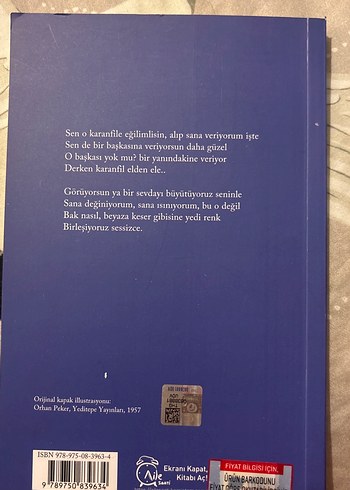 Sen o karanfile eğilimlisin, alıp sana veriyorum işte
Sen de bir başkasına veriyorsun daha güzel
O başkası yok mu? bir yanındakine veriyor
Derken karanfil elden ele..
Görüyorsun ya bir sevdayı büyütüyoruz seninle
Sana değiniyorum, sana ısınıyorum, bu o değil
Bak nasıl, beyaza keser gibisine yedi renk
Birleşiyoruz sessizce.
Orijinal kapak illustrasyonu:
Orhan Peker, Yeditepe Yayınları, 1957
ISBN 978-975-08-3963-4
9 789750 839634
Aile
Saati
Ekranı Kapat,
Kitabı Aç!
FİYAT BİLGİSİ İÇİN,
ÜRÜN BARKODUNU